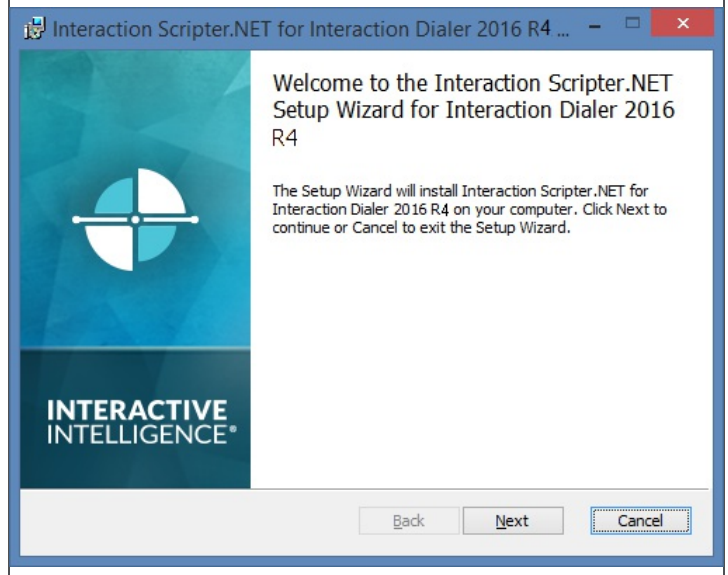 Interaction Scripter.NET for Interaction Dialer 2016 R4 ...
Welcome to the Interaction Scripter.NET
Setup Wizard for Interaction Dialer 2016
R4
The Setup Wizard will install Interaction Scripter.NET for
Interaction Dialer 2016 R4 on your computer. Click Next to
continue or Cancel to exit the Setup Wizard.
INTERACTIVE
INTELLIGENCE®
Back Next Cancel